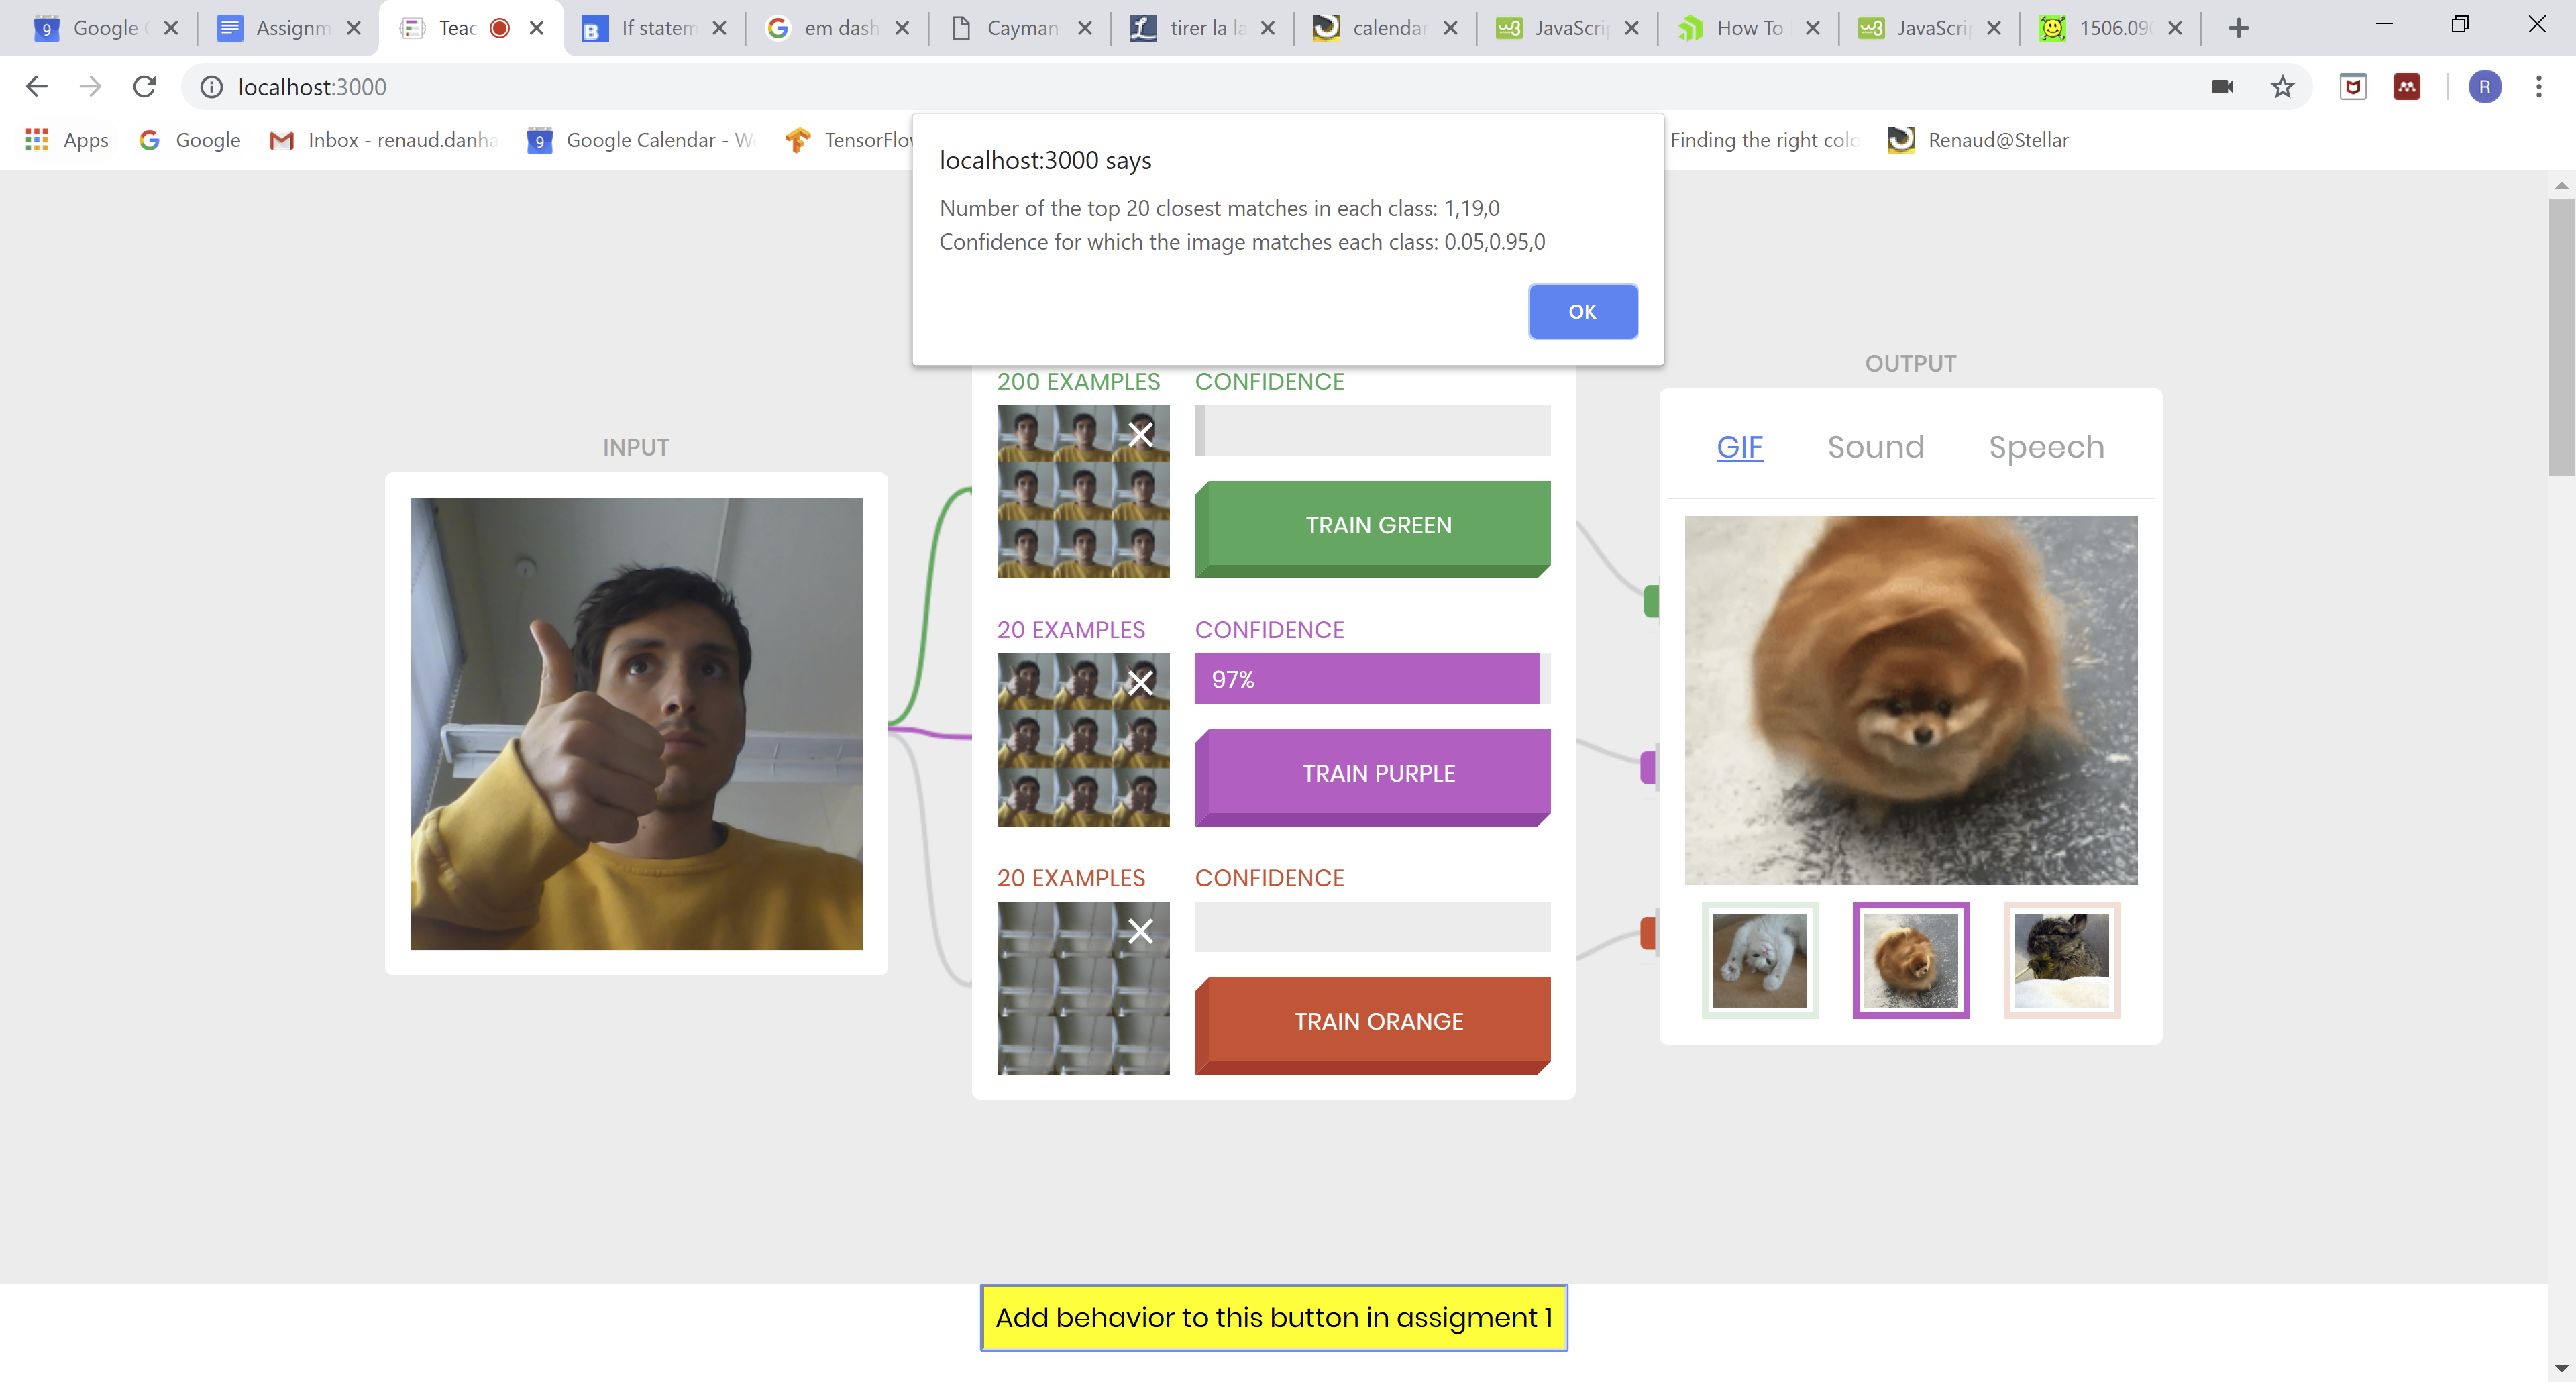 Google C
Assignm
Teac
If statem
em dash
Cayman
tirer la la
calendar
JavaScri
How To
JavaScri
1506.090
localhost:3000
R
Apps
Google
Inbox - renaud.danha
Google Calendar - We
TensorFlow
Finding the right colo
Renaud@Stellar
localhost:3000 says
Number of the top 20 closest matches in each class: 1,19,0
Confidence for which the image matches each class: 0.05,0.95,0
OK
INPUT
200 EXAMPLES
CONFIDENCE
TRAIN GREEN
20 EXAMPLES
CONFIDENCE
97%
TRAIN PURPLE
20 EXAMPLES
CONFIDENCE
TRAIN ORANGE
OUTPUT
GIF
Sound
Speech
Add behavior to this button in assigment 1